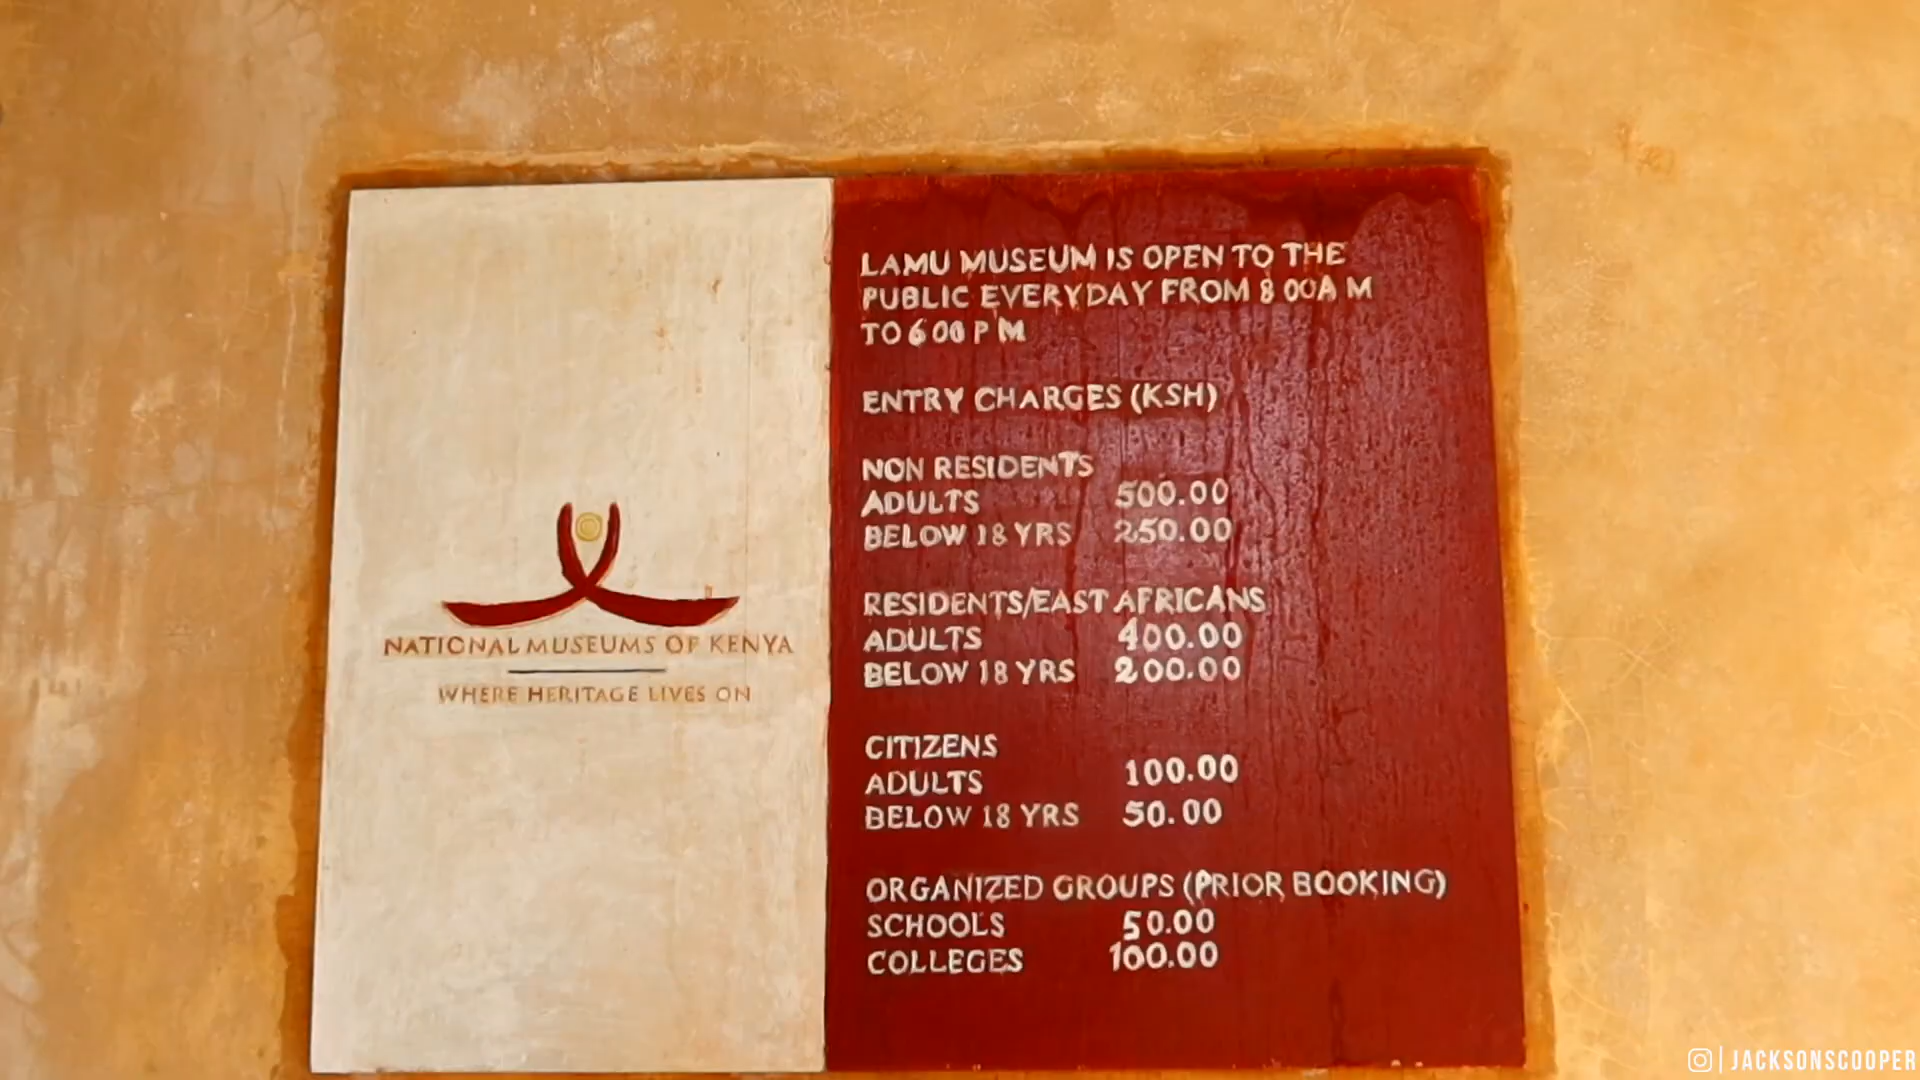 LAMU MUSEUM IS OPEN TO THE
PUBLIC EVERYDAY FROM 8 00A M
TO 6 00 P M
ENTRY CHARGES (KSH)
NON RESIDENTS
ADULTS 500.00
BELOW 18 YRS 250.00
RESIDENTS/EAST AFRICANS
ADULTS 400.00
BELOW 18 YRS 200.00
CITIZENS
ADULTS 100.00
BELOW 18 YRS 50.00
ORGANIZED GROUPS (PRIOR BOOKING)
SCHOOLS 50.00
COLLEGES 100.00
NATIONAL MUSEUMS OF KENYA
WHERE HERITAGE LIVES ON
JACKSONSCOOPER